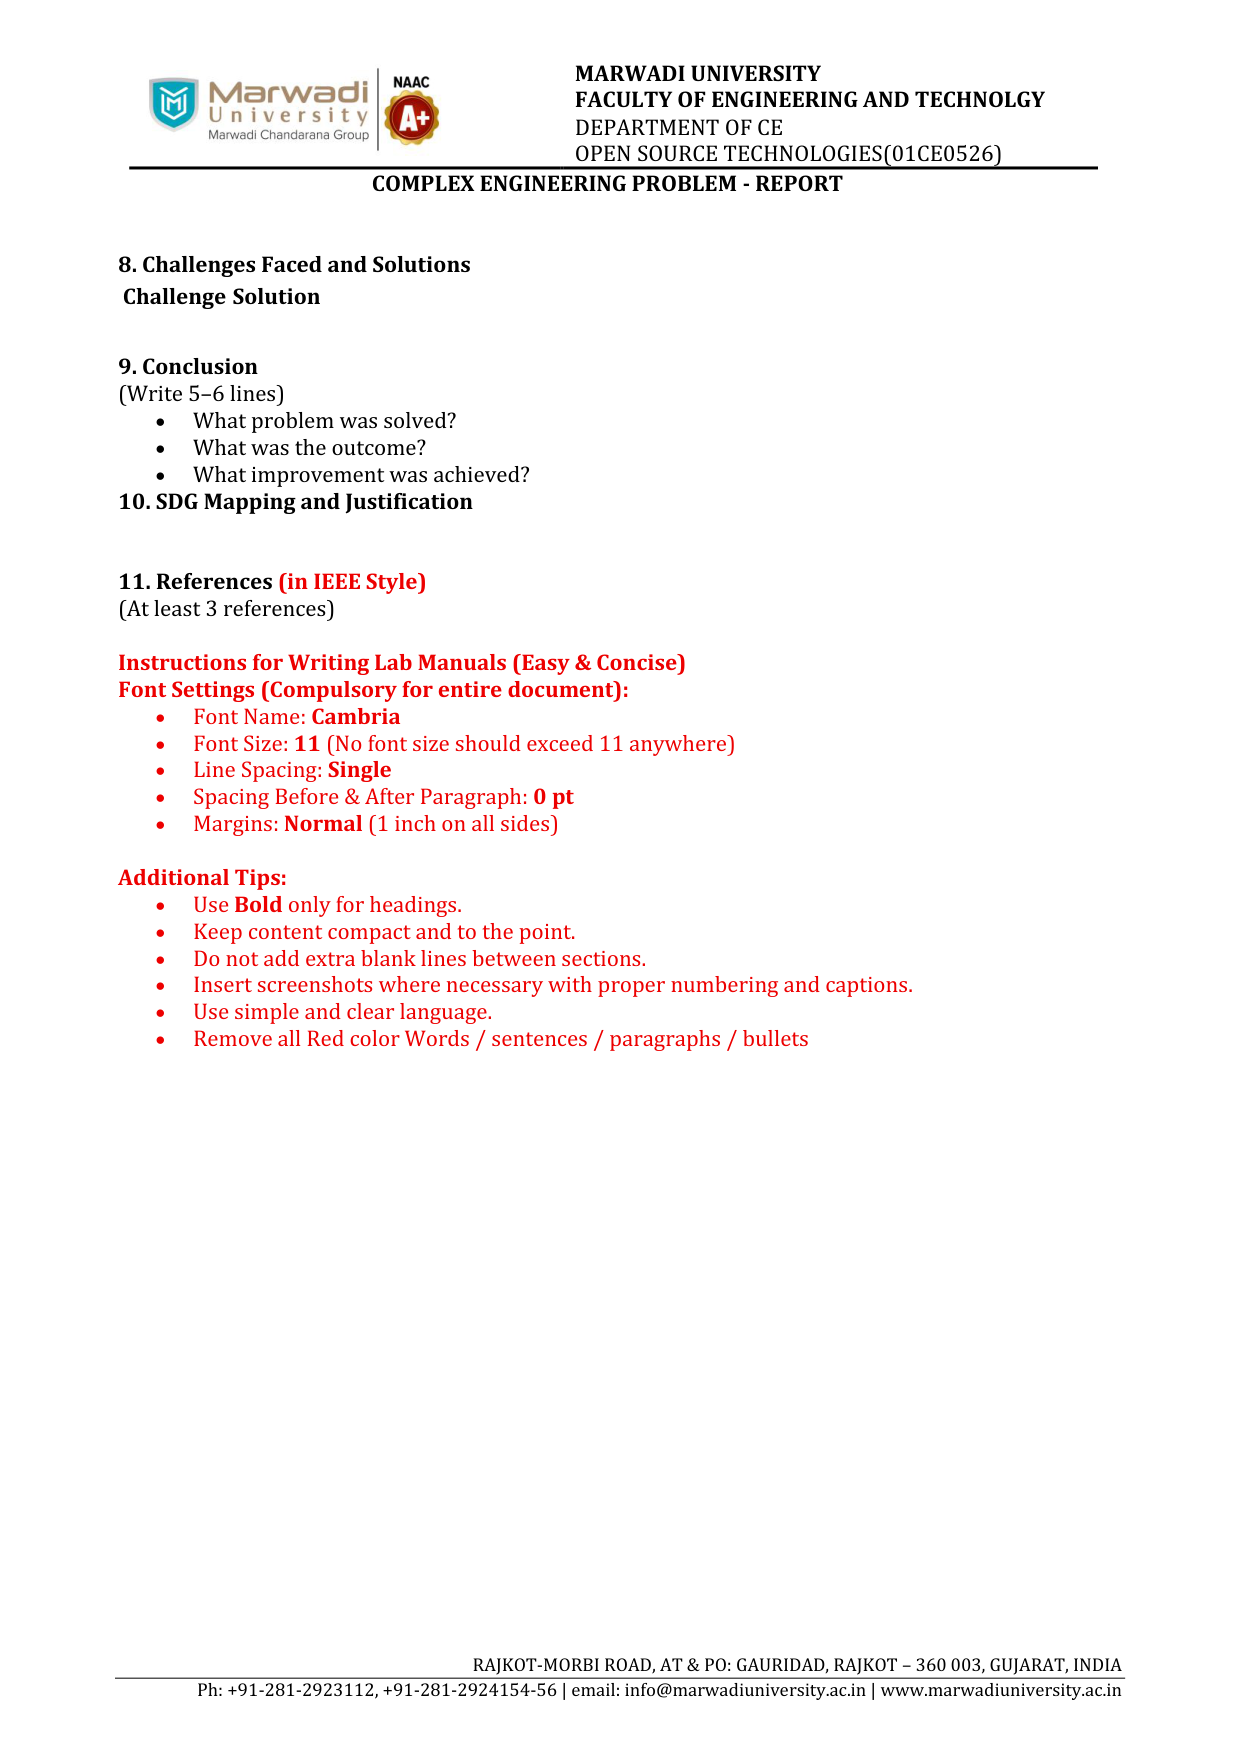 Marwadi
University
Marwadi Chandarana Group
NAAC
A+
MARWADI UNIVERSITY
FACULTY OF ENGINEERING AND TECHNOLGY
DEPARTMENT OF CE
OPEN SOURCE TECHNOLOGIES(01CE0526)
COMPLEX ENGINEERING PROBLEM - REPORT
8. Challenges Faced and Solutions
Challenge Solution
9. Conclusion
(Write 5–6 lines)
• What problem was solved?
• What was the outcome?
• What improvement was achieved?
10. SDG Mapping and Justification
11. References (in IEEE Style)
(At least 3 references)
Instructions for Writing Lab Manuals (Easy & Concise)
Font Settings (Compulsory for entire document):
• Font Name: Cambria
• Font Size: 11 (No font size should exceed 11 anywhere)
• Line Spacing: Single
• Spacing Before & After Paragraph: 0 pt
• Margins: Normal (1 inch on all sides)
Additional Tips:
• Use Bold only for headings.
• Keep content compact and to the point.
• Do not add extra blank lines between sections.
• Insert screenshots where necessary with proper numbering and captions.
• Use simple and clear language.
• Remove all Red color Words / sentences / paragraphs / bullets
RAJKOT-MORBI ROAD, AT & PO: GAURIDAD, RAJKOT – 360 003, GUJARAT, INDIA
Ph: +91-281-2923112, +91-281-2924154-56 | email: info@marwadiuniversity.ac.in | www.marwadiuniversity.ac.in